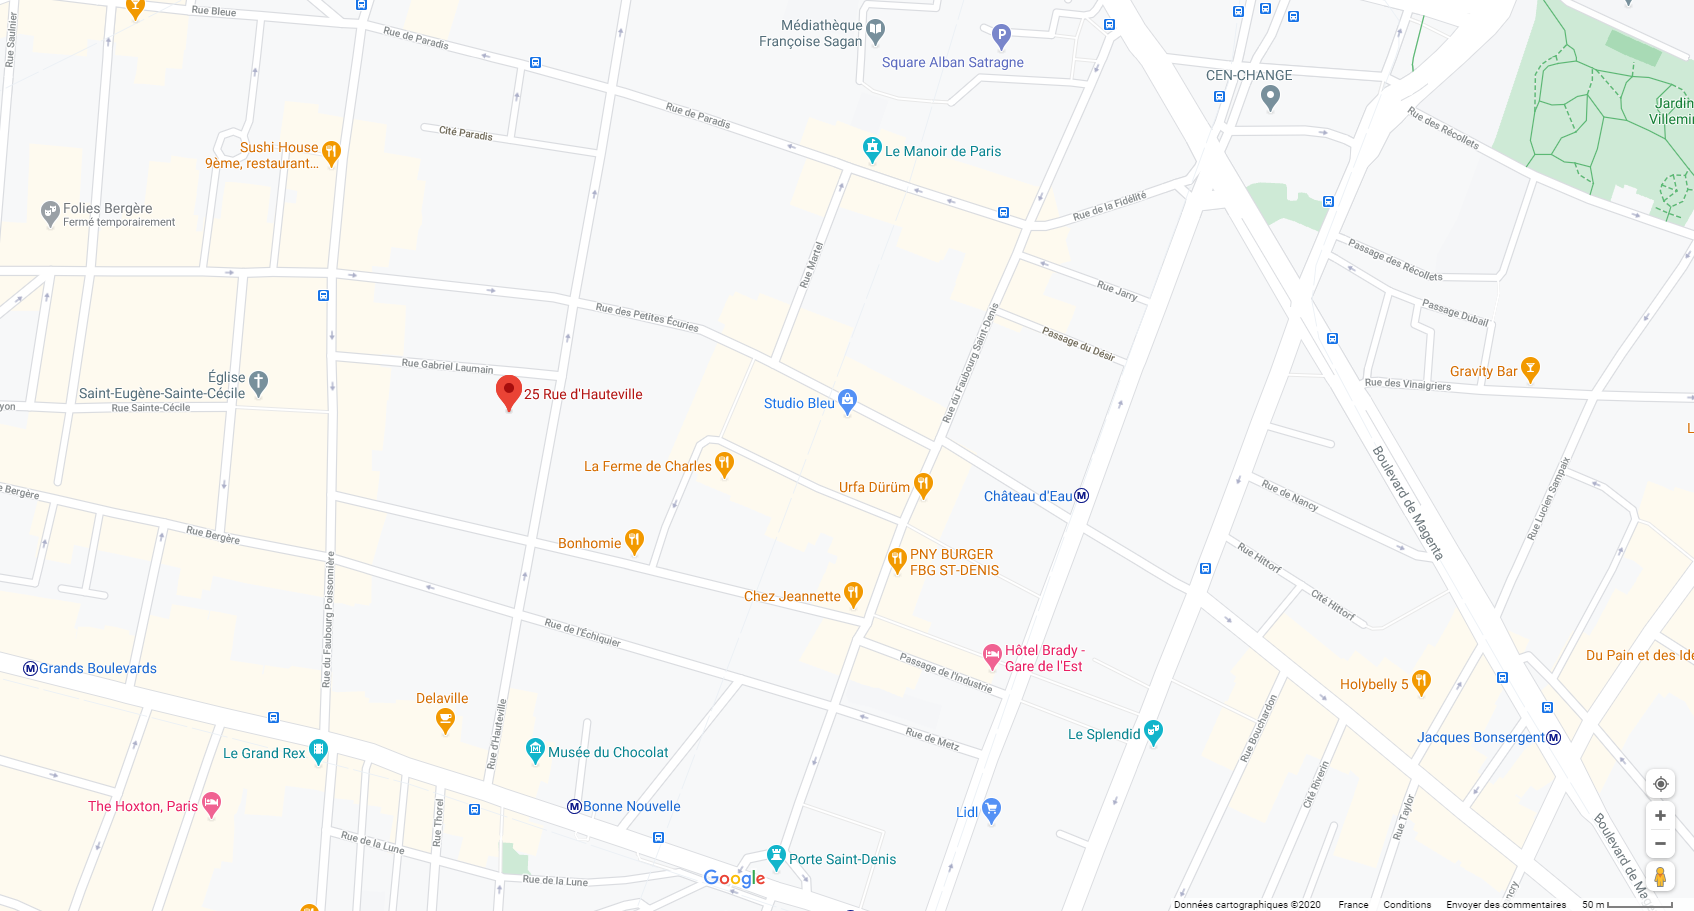 Rue Bleue
Rue Saulnier
Rue de Paradis
Médiathèque
Françoise Sagan
Square Alban Satragne
CEN-CHANGE
Jardin
Villemin
Rue des Récollets
Rue de Paradis
Cité Paradis
Sushi House
9ème, restaurant...
Le Manoir de Paris
Folies Bergère
Fermé temporairement
Rue de la Fidélité
Rue Martel
Passage des Récollets
Rue Jarry
Passage Dubail
Rue des Petites Écuries
Passage du Désir
Rue du Faubourg Saint-Denis
Rue Gabriel Laumain
Église
Saint-Eugène-Sainte-Cécile
25 Rue d'Hauteville
Studio Bleu
Gravity Bar
Rue des Vinaigriers
yon
Rue Sainte-Cécile
L
Boulevard de Magenta
La Ferme de Charles
Urfa Dürüm
Château d'Eau
M
Rue de Nancy
Rue Lucien Sampaix
e Bergère
Rue Bergère
Bonhomie
PNY BURGER
FBG ST-DENIS
Rue Hittorf
Cité Hittorf
Chez Jeannette
Rue du Faubourg Poissonnière
Rue de l'Échiquier
Hôtel Brady -
Gare de l'Est
Passage de l'Industrie
Du Pain et des Ide
M
Grands Boulevards
Holybelly 5
Delaville
Rue d'Hauteville
Rue Bouchardon
Le Splendid
Rue de Metz
Jacques Bonsergent
M
Le Grand Rex
Musée du Chocolat
Cité Riverin
The Hoxton, Paris
M
Bonne Nouvelle
Lidl
Rue Thorel
Rue Taylor
Boulevard de Ma
Rue de la Lune
Porte Saint-Denis
Rue de la Lune
Google
ncry
Données cartographiques ©2020
France
Conditions
Envoyer des commentaires
50 m